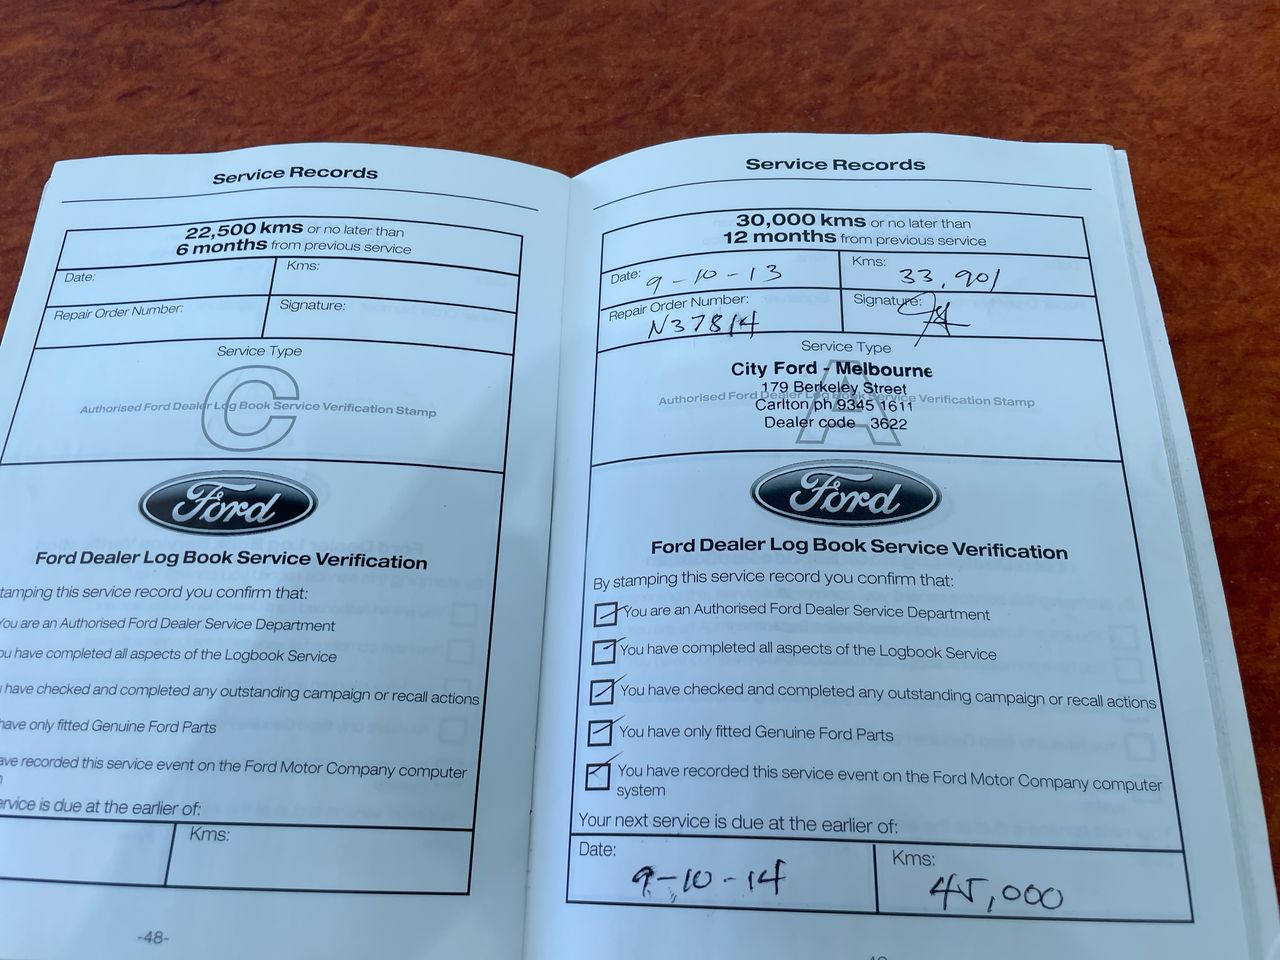 Service Records
22,500 kms or no later than
6 months from previous service
Date:
Kms:
Repair Order Number:
Signature:
Service Type
C
Authorised Ford Dealer Log Book Service Verification Stamp
Ford
Ford Dealer Log Book Service Verification
tamping this service record you confirm that:
You are an Authorised Ford Dealer Service Department
ou have completed all aspects of the Logbook Service
have checked and completed any outstanding campaign or recall actions
have only fitted Genuine Ford Parts
ave recorded this service event on the Ford Motor Company computer
ervice is due at the earlier of:
Kms:
-48-
Service Records
30,000 kms or no later than
12 months from previous service
Date: 9-10-13
Kms: 33,901
Repair Order Number: N37814
Signature:
Service Type
A
Authorised Ford Dealer Log Book Service Verification Stamp
City Ford - Melbourne
179 Berkeley Street
Carlton ph 9345 1611
Dealer code 3622
Ford
Ford Dealer Log Book Service Verification
By stamping this service record you confirm that:
You are an Authorised Ford Dealer Service Department
You have completed all aspects of the Logbook Service
You have checked and completed any outstanding campaign or recall actions
You have only fitted Genuine Ford Parts
You have recorded this service event on the Ford Motor Company computer
system
Your next service is due at the earlier of:
Date: 9-10-14
Kms: 45,000